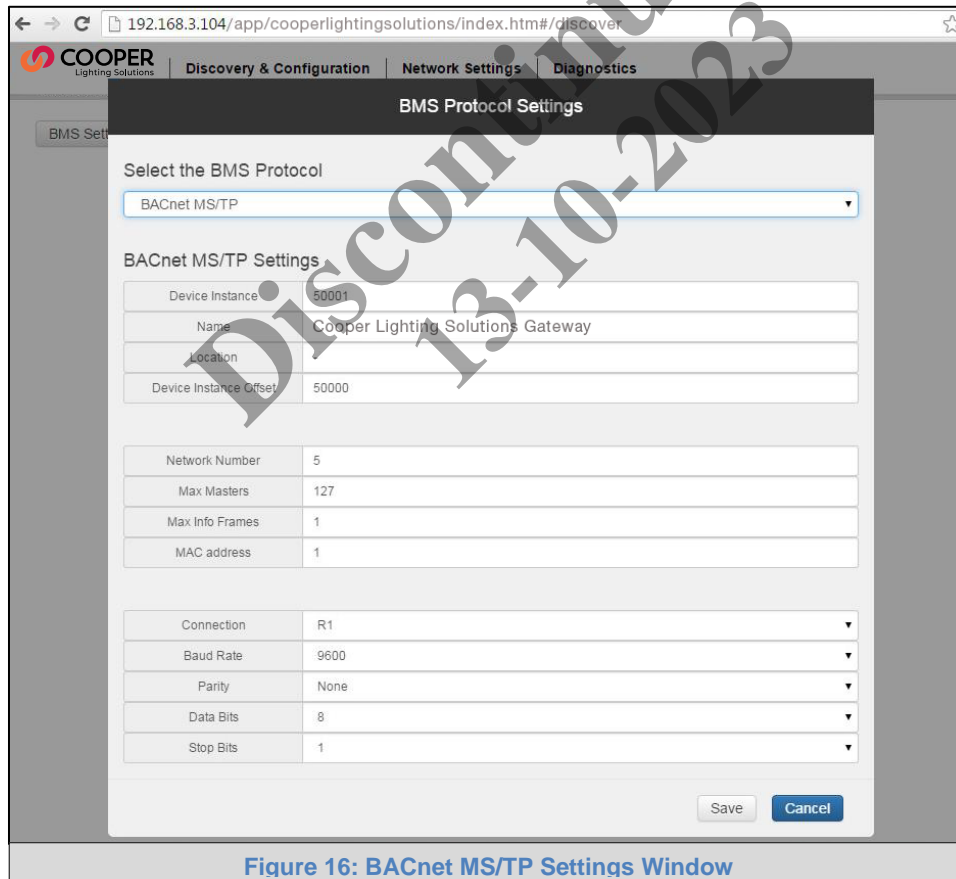 192.168.3.104/app/cooperlightingsolutions/index.htm#/discover
COOPER
Lighting Solutions
Discovery & Configuration
Network Settings
Diagnostics
BMS Protocol Settings
BMS Sett
Select the BMS Protocol
BACnet MS/TP
BACnet MS/TP Settings
Device Instance 50001
Name Cooper Lighting Solutions Gateway
Location -
Device Instance Offset 50000
Network Number 5
Max Masters 127
Max Info Frames 1
MAC address 1
Connection R1
Baud Rate 9600
Parity None
Data Bits 8
Stop Bits 1
Save Cancel
Figure 16: BACnet MS/TP Settings Window
Discontinu
13-10-2023